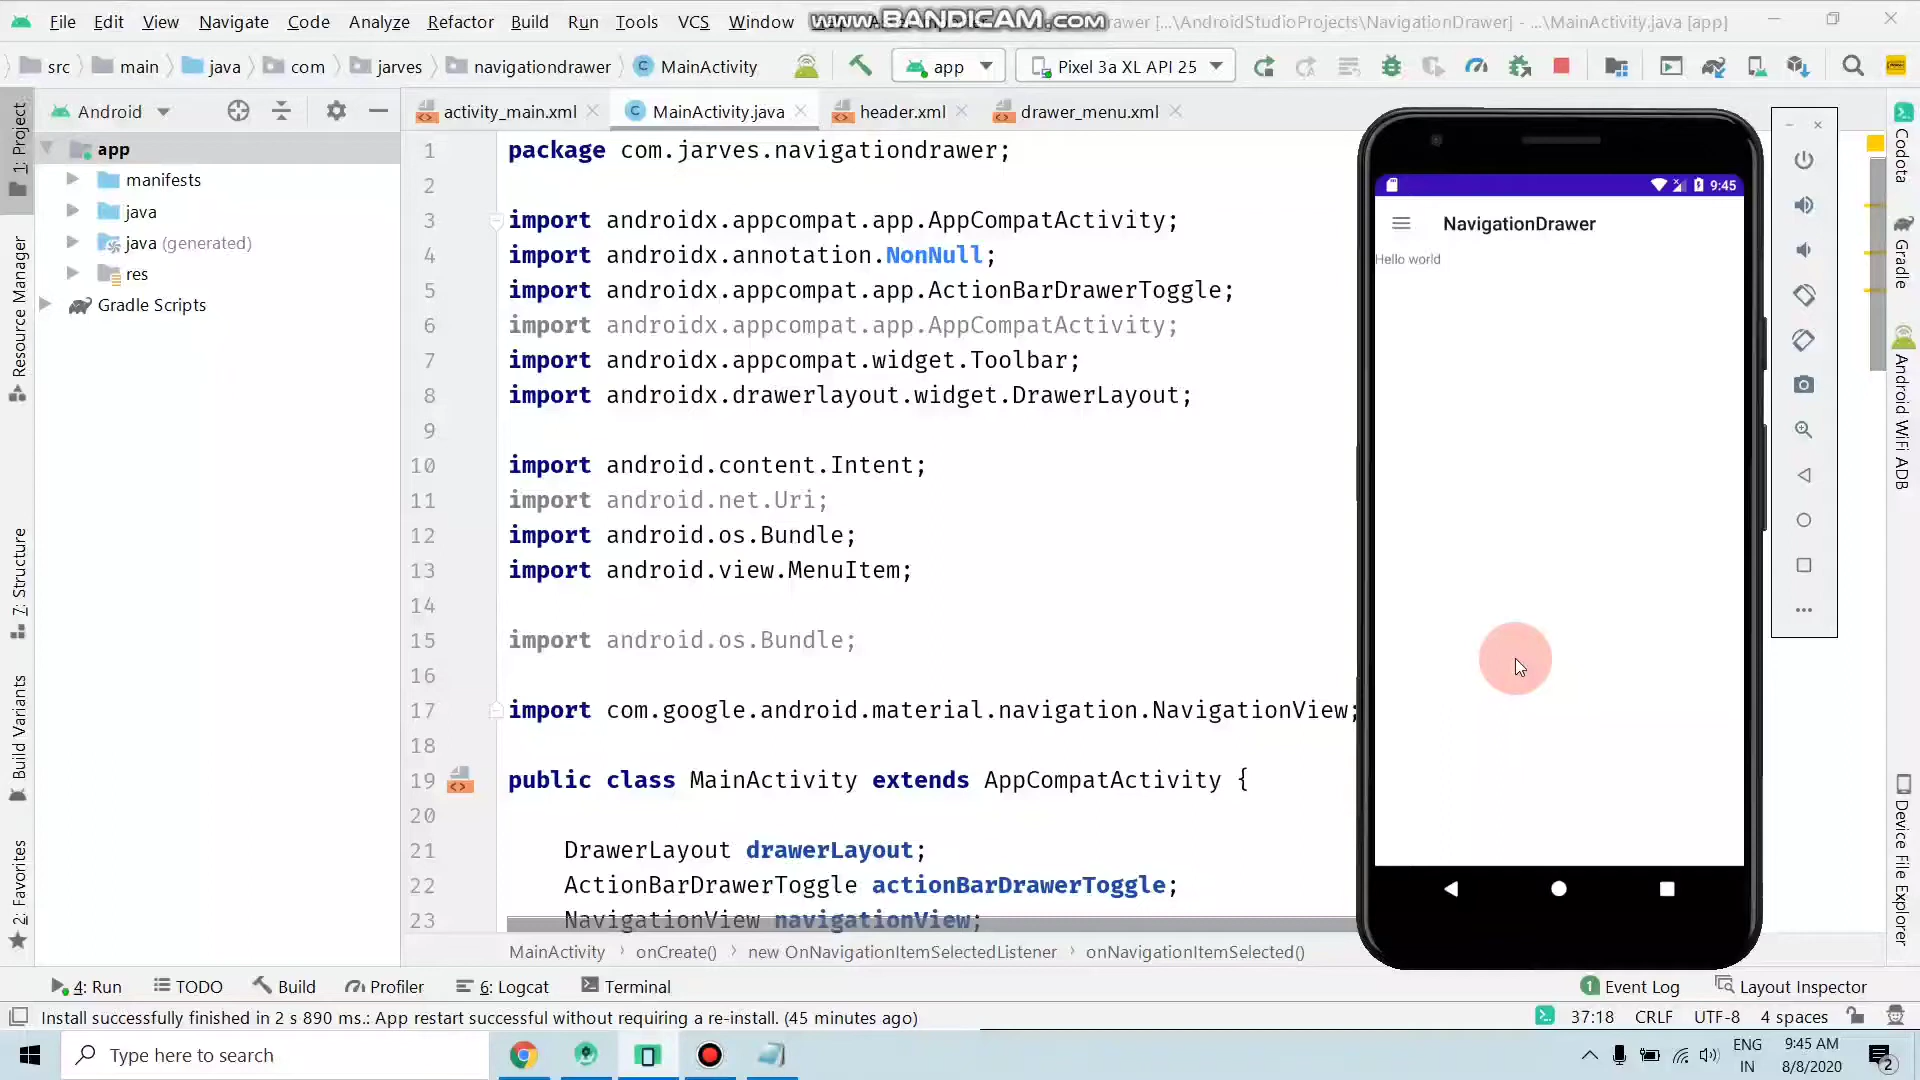 File Edit View Navigate Code Analyze Refactor Build Run Tools VCS Window
www.BANDICAM.com
[...\AndroidStudioProjects\NavigationDrawer] - ...\MainActivity.java [app]
src main java com jarves navigationdrawer MainActivity app Pixel 3a XL API 25
Android
activity_main.xml MainActivity.java header.xml drawer_menu.xml
app
manifests
java
java (generated)
res
Gradle Scripts
1: Project
Resource Manager
7: Structure
Build Variants
2: Favorites
1 package com.jarves.navigationdrawer;
2
3 import androidx.appcompat.app.AppCompatActivity;
4 import androidx.annotation.NonNull;
5 import androidx.appcompat.app.ActionBarDrawerToggle;
6 import androidx.appcompat.app.AppCompatActivity;
7 import androidx.appcompat.widget.Toolbar;
8 import androidx.drawerlayout.widget.DrawerLayout;
9
10 import android.content.Intent;
11 import android.net.Uri;
12 import android.os.Bundle;
13 import android.view.MenuItem;
14
15 import android.os.Bundle;
16
17 import com.google.android.material.navigation.NavigationView;
18
19 public class MainActivity extends AppCompatActivity {
20
21 DrawerLayout drawerLayout;
22 ActionBarDrawerToggle actionBarDrawerToggle;
23 NavigationView navigationView;
9:45
NavigationDrawer
Hello world
Codota
Gradle
Android WiFi ADB
Device File Explorer
MainActivity onCreate() new OnNavigationItemSelectedListener onNavigationItemSelected()
4: Run TODO Build Profiler 6: Logcat Terminal 1 Event Log Layout Inspector
Install successfully finished in 2 s 890 ms.: App restart successful without requiring a re-install. (45 minutes ago) 37:18 CRLF UTF-8 4 spaces
Type here to search
ENG
IN
9:45 AM
8/8/2020
2